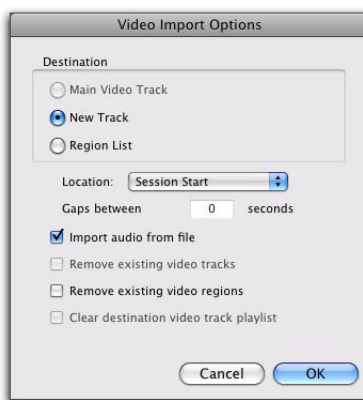 Video Import Options
Destination
Main Video Track
New Track
Region List
Location: Session Start
Gaps between 0 seconds
Import audio from file
Remove existing video tracks
Remove existing video regions
Clear destination video track playlist
Cancel OK